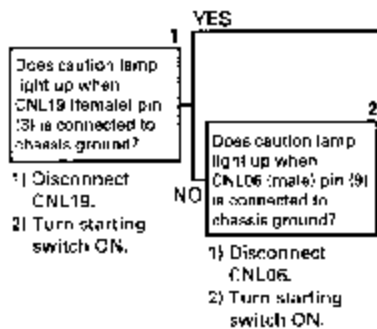 YES
1
Does caution lamp
light up when
CNL19 (female) pin
(3) is connected to
chassis ground?
1) Disconnect
CNL19.
2) Turn starting
switch ON.
NO
2
Does caution lamp
light up when
CNL06 (male) pin (9)
is connected to
chassis ground?
1) Disconnect
CNL06.
2) Turn starting
switch ON.